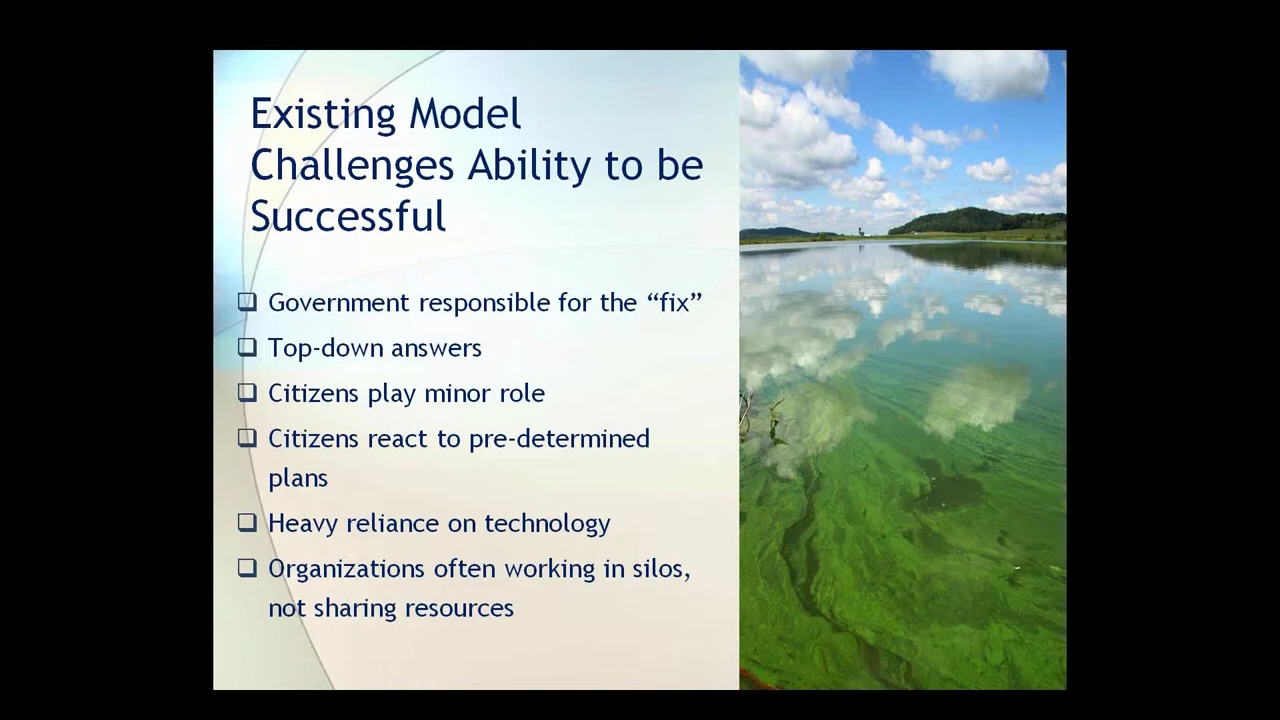 Existing Model
Challenges Ability to be
Successful
Government responsible for the “fix”
Top-down answers
Citizens play minor role
Citizens react to pre-determined
plans
Heavy reliance on technology
Organizations often working in silos,
not sharing resources